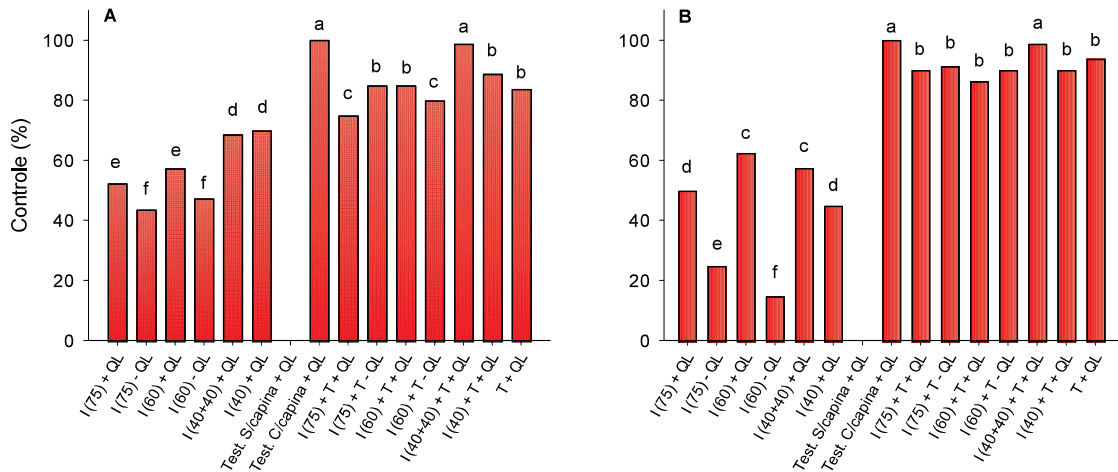 A
Controle (%)
100
80
60
40
20
0
e
f
e
f
d
d
a
c
b
b
c
a
b
b
I(75) + QL
I(75) - QL
I(60) + QL
I(60) - QL
I(40+40) + QL
I(40) + QL
Test. S/capina + QL
Test. C/capina + QL
I(75) + T + QL
I(75) + T - QL
I(60) + T + QL
I(60) + T - QL
I(40+40) + T + QL
I(40) + T + QL
T + QL
B
100
80
60
40
20
0
d
e
c
f
c
d
a
b
b
b
b
a
b
b
I(75) + QL
I(75) - QL
I(60) + QL
I(60) - QL
I(40+40) + QL
I(40) + QL
Test. S/capina + QL
Test. C/capina + QL
I(75) + T + QL
I(75) + T - QL
I(60) + T + QL
I(60) + T - QL
I(40+40) + T + QL
I(40) + T + QL
T + QL